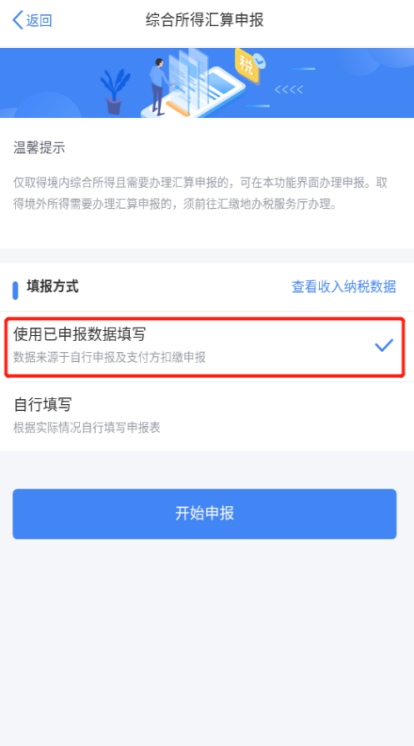 返回
综合所得汇算申报
税
<<<<
温馨提示
仅取得境内综合所得且需要办理汇算申报的，可在本功能界面办理申报。取
得境外所得需要办理汇算申报的，须前往汇缴地办税服务厅办理。
填报方式
查看收入纳税数据
使用已申报数据填写
数据来源于自行申报及支付方扣缴申报
自行填写
根据实际情况自行填写申报表
开始申报